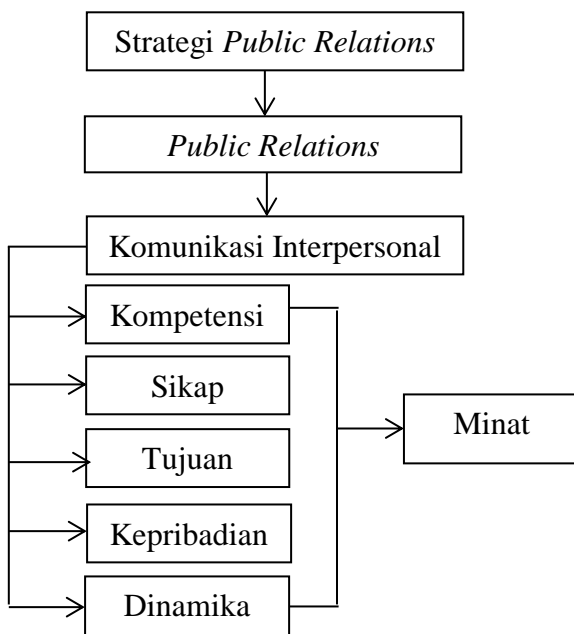 Strategi Public Relations
Public Relations
Komunikasi Interpersonal
Kompetensi
Sikap
Minat
Tujuan
Kepribadian
Dinamika